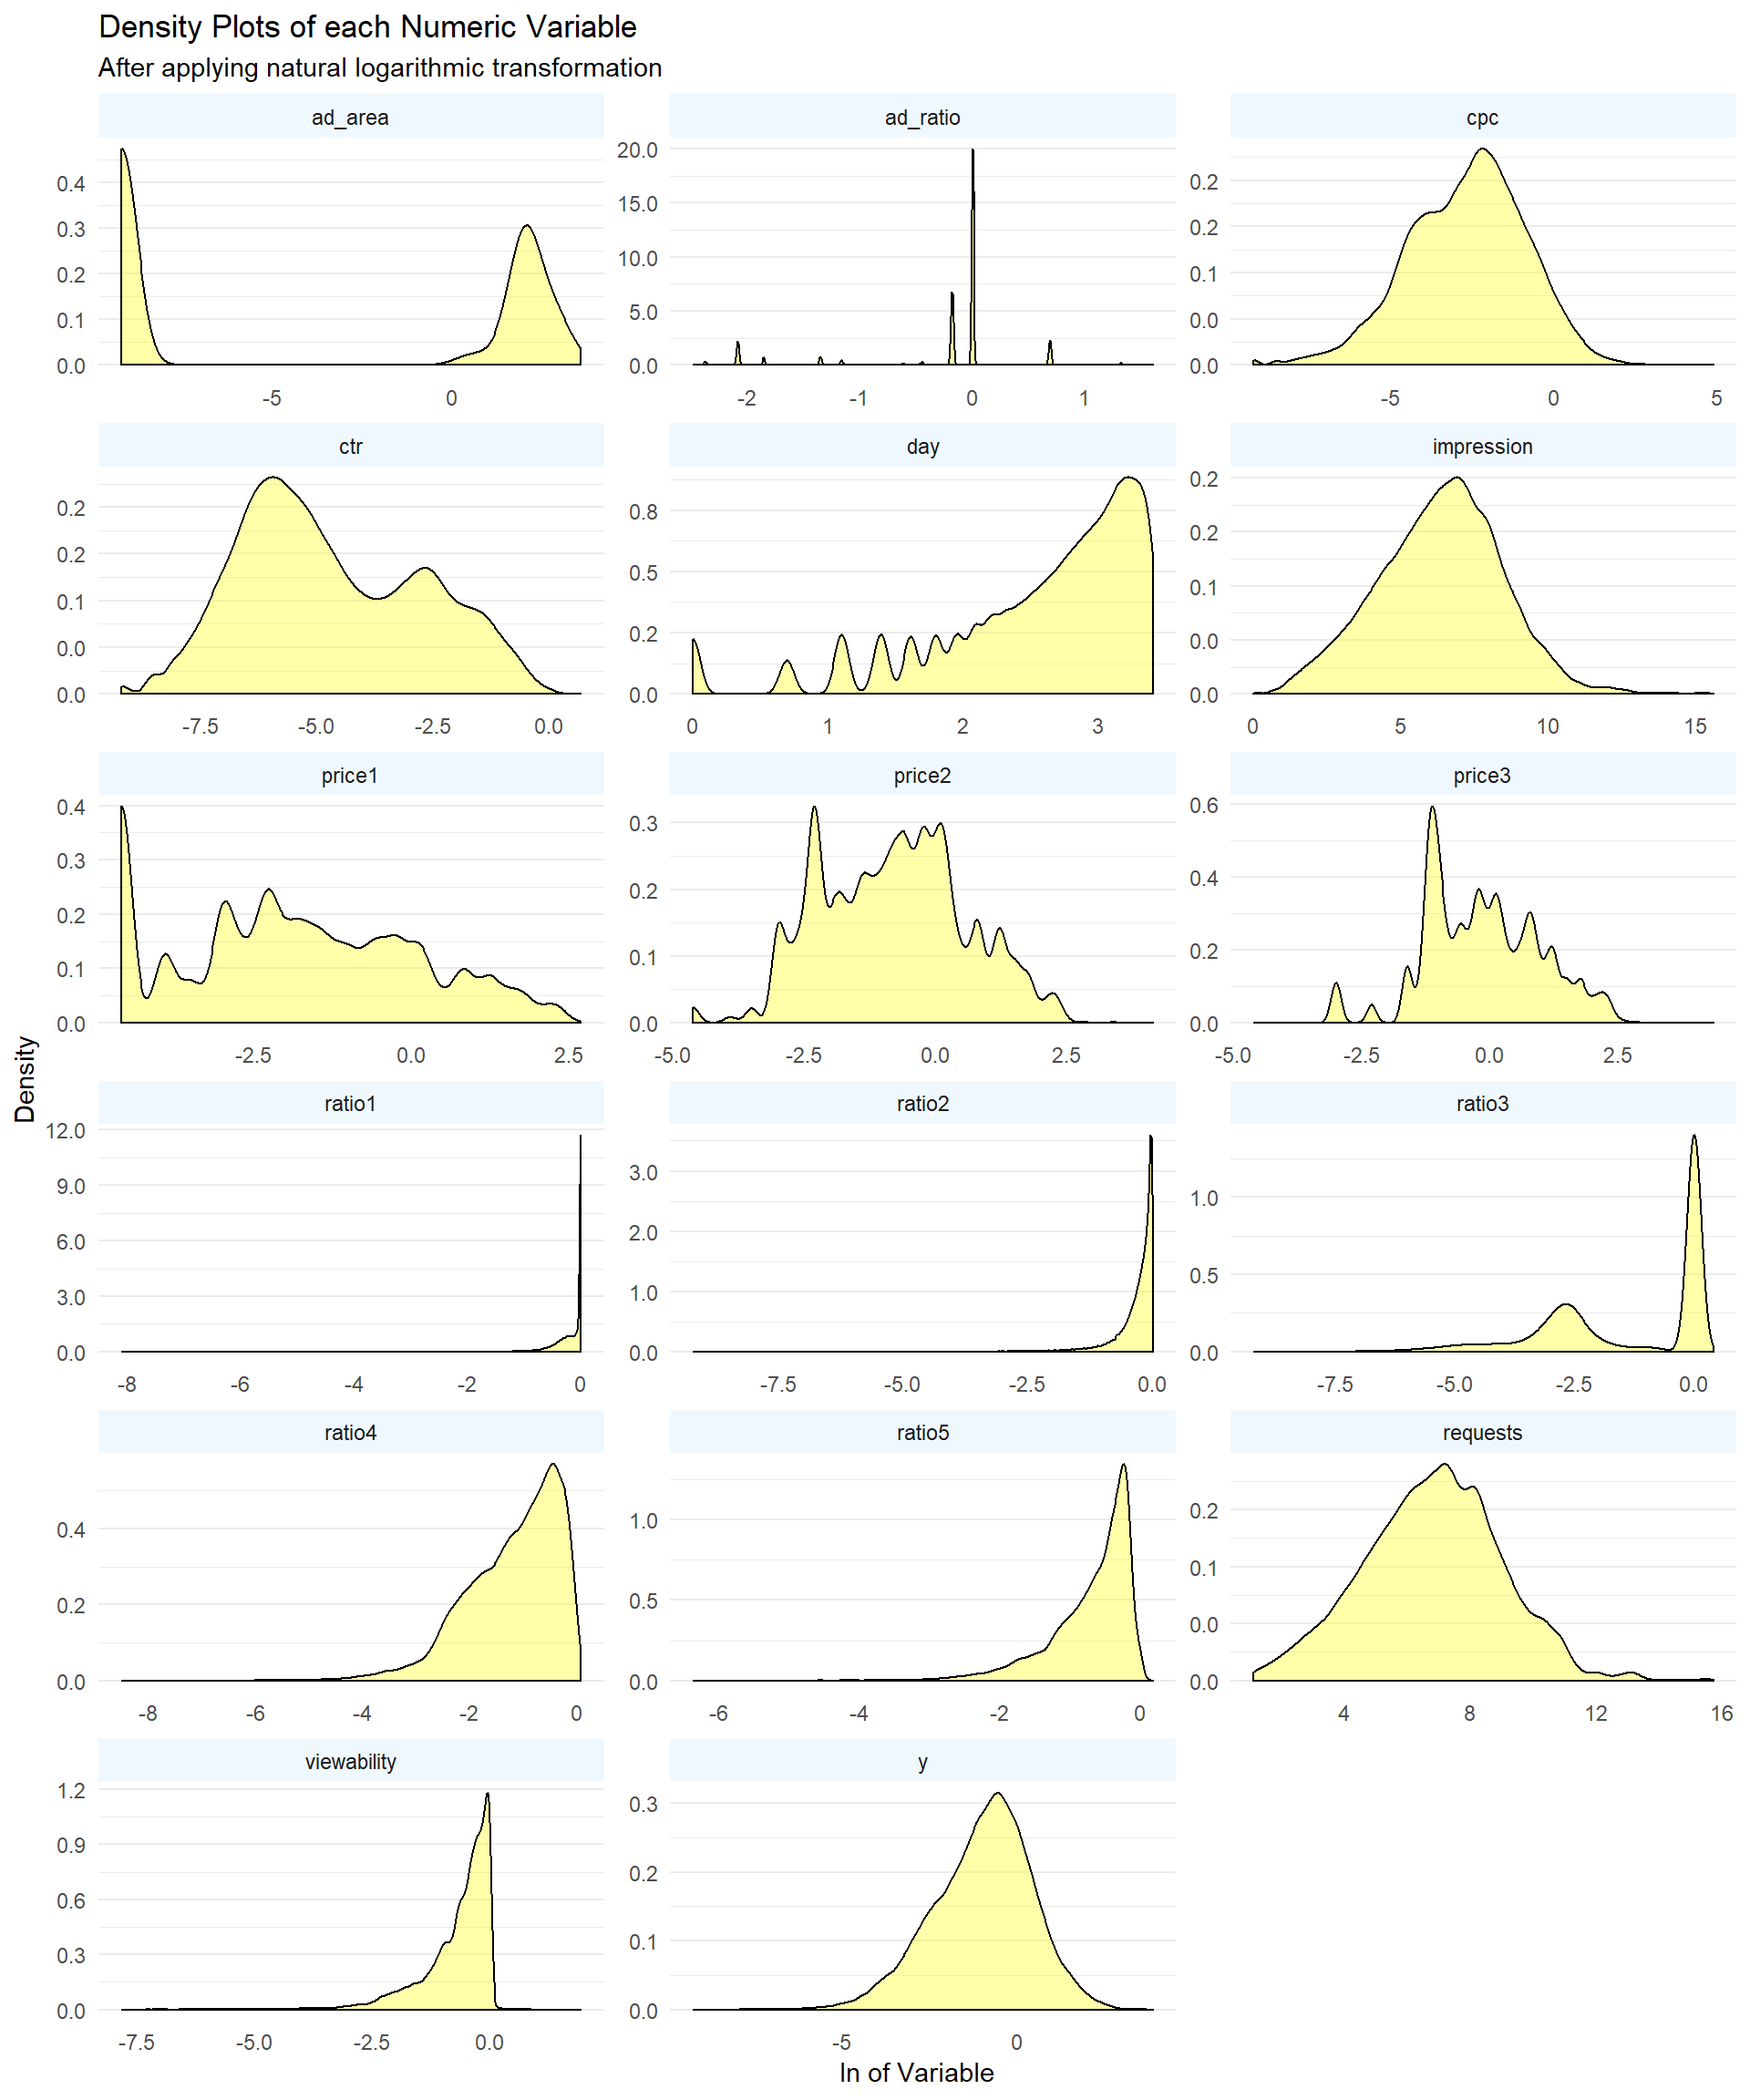 Density Plots of each Numeric Variable
After applying natural logarithmic transformation
ad_area ad_ratio cpc
0.4 0.3 0.2 0.1 0.0
20.0 15.0 10.0 5.0 0.0
0.2 0.2 0.1 0.0 0.0
-5 0 -2 -1 0 1 -5 0 5
ctr day impression
0.2 0.2 0.1 0.0 0.0
0.8 0.5 0.2 0.0
0.2 0.2 0.1 0.0 0.0
-7.5 -5.0 -2.5 0.0 0 1 2 3 0 5 10 15
price1 price2 price3
0.4 0.3 0.2 0.1 0.0
0.3 0.2 0.1 0.0
0.6 0.4 0.2 0.0
-2.5 0.0 2.5 -5.0 -2.5 0.0 2.5 -5.0 -2.5 0.0 2.5
Density
ratio1 ratio2 ratio3
12.0 9.0 6.0 3.0 0.0
3.0 2.0 1.0 0.0
1.0 0.5 0.0
-8 -6 -4 -2 0 -7.5 -5.0 -2.5 0.0 -7.5 -5.0 -2.5 0.0
ratio4 ratio5 requests
0.4 0.2 0.0
1.0 0.5 0.0
0.2 0.1 0.0 0.0
-8 -6 -4 -2 0 -6 -4 -2 0 4 8 12 16
viewability y
1.2 0.9 0.6 0.3 0.0
0.3 0.2 0.1 0.0
-7.5 -5.0 -2.5 0.0 -5 0
ln of Variable